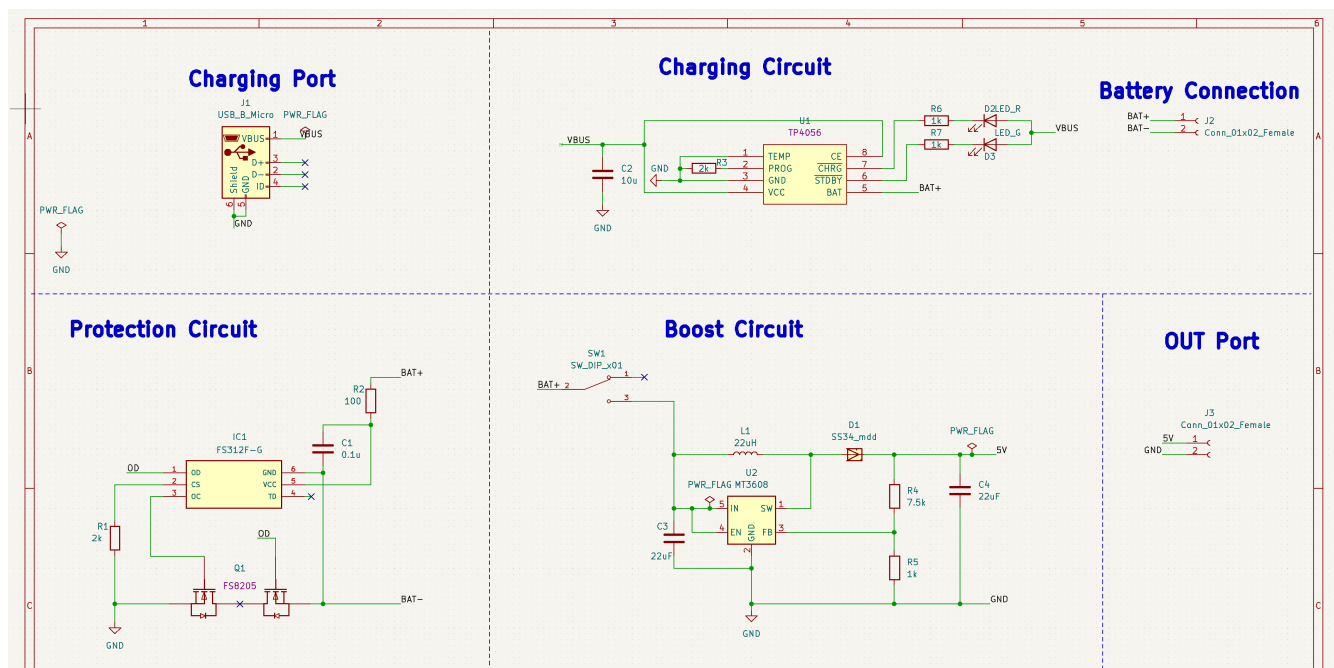 1 2 3 4 5 6
A
B
C
Charging Port
J1
USB_B_Micro PWR_FLAG
VBUS 1 VBUS
D+ 3
D- 2
ID 4
Shield
GND
6 5
GND
PWR_FLAG
GND
Charging Circuit
VBUS
C2
10u
GND
GND
2k R3
U1
TP4056
1 TEMP CE 8
2 PROG CHRG 7
3 GND STDBY 6
4 VCC BAT 5
BAT+
R6
1k
R7
1k
D2LED_R
LED_G
D3
VBUS
Battery Connection
BAT+ 1 J2
BAT- 2 Conn_01x02_Female
A
B
C
Protection Circuit
BAT+
R2
100
C1
0.1u
IC1
FS312F-G
OD 1 OD GND 6
2 CS VCC 5
3 OC TD 4
R1
2k
OD
Q1
FS8205
BAT-
GND
Boost Circuit
SW1
SW_DIP_x01
BAT+ 2
1
3
L1
22uH
D1
SS34_mdd
PWR_FLAG
5V
U2
PWR_FLAG MT3608
5 IN SW 1
4 EN FB 3
GND
2
C3
22uF
R4
7.5k
R5
1k
C4
22uF
GND
GND
OUT Port
J3
Conn_01x02_Female
5V 1
GND 2